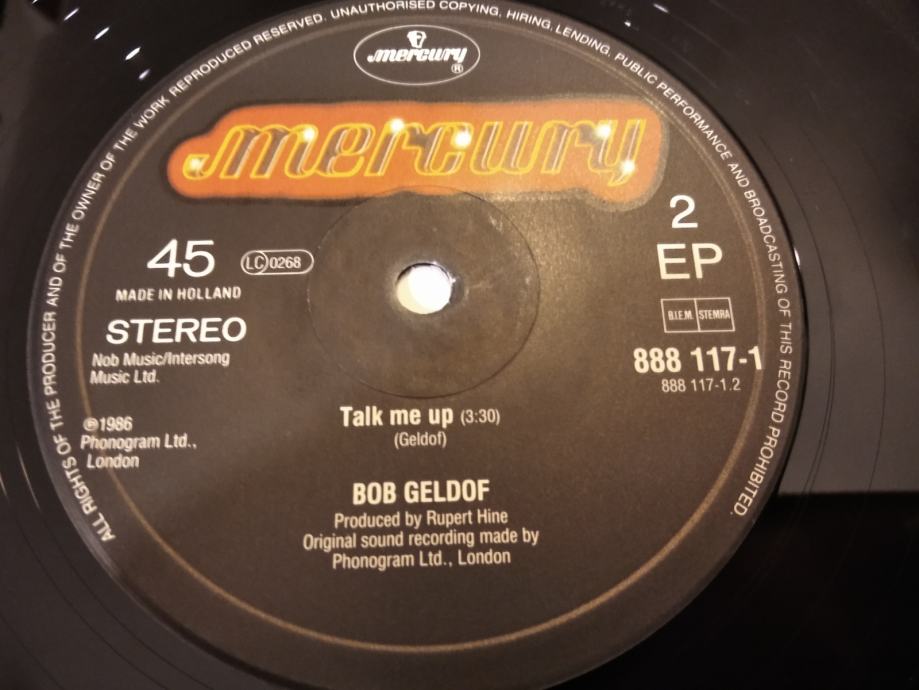 ALL RIGHTS OF THE PRODUCER AND OF THE OWNER OF THE WORK REPRODUCED RESERVED. UNAUTHORISED COPYING, HIRING, LENDING, PUBLIC PERFORMANCE AND BROADCASTING OF THIS RECORD PROHIBITED.
mercury ®
mercury
45 LC 0268
MADE IN HOLLAND
STEREO
Nob Music/Intersong
Music Ltd.
℗1986
Phonogram Ltd.,
London
2
EP
B.I.E.M. STEMRA
888 117-1
888 117-1.2
Talk me up (3:30)
(Geldof)
BOB GELDOF
Produced by Rupert Hine
Original sound recording made by
Phonogram Ltd., London